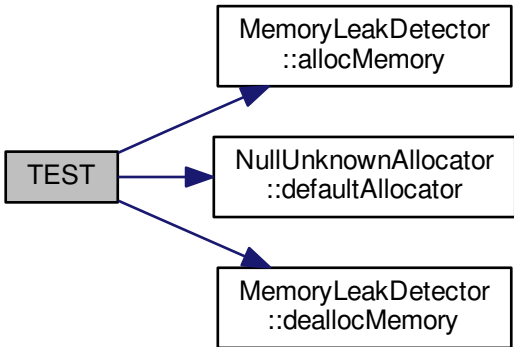 MemoryLeakDetector
::allocMemory
TEST
NullUnknownAllocator
::defaultAllocator
MemoryLeakDetector
::deallocMemory